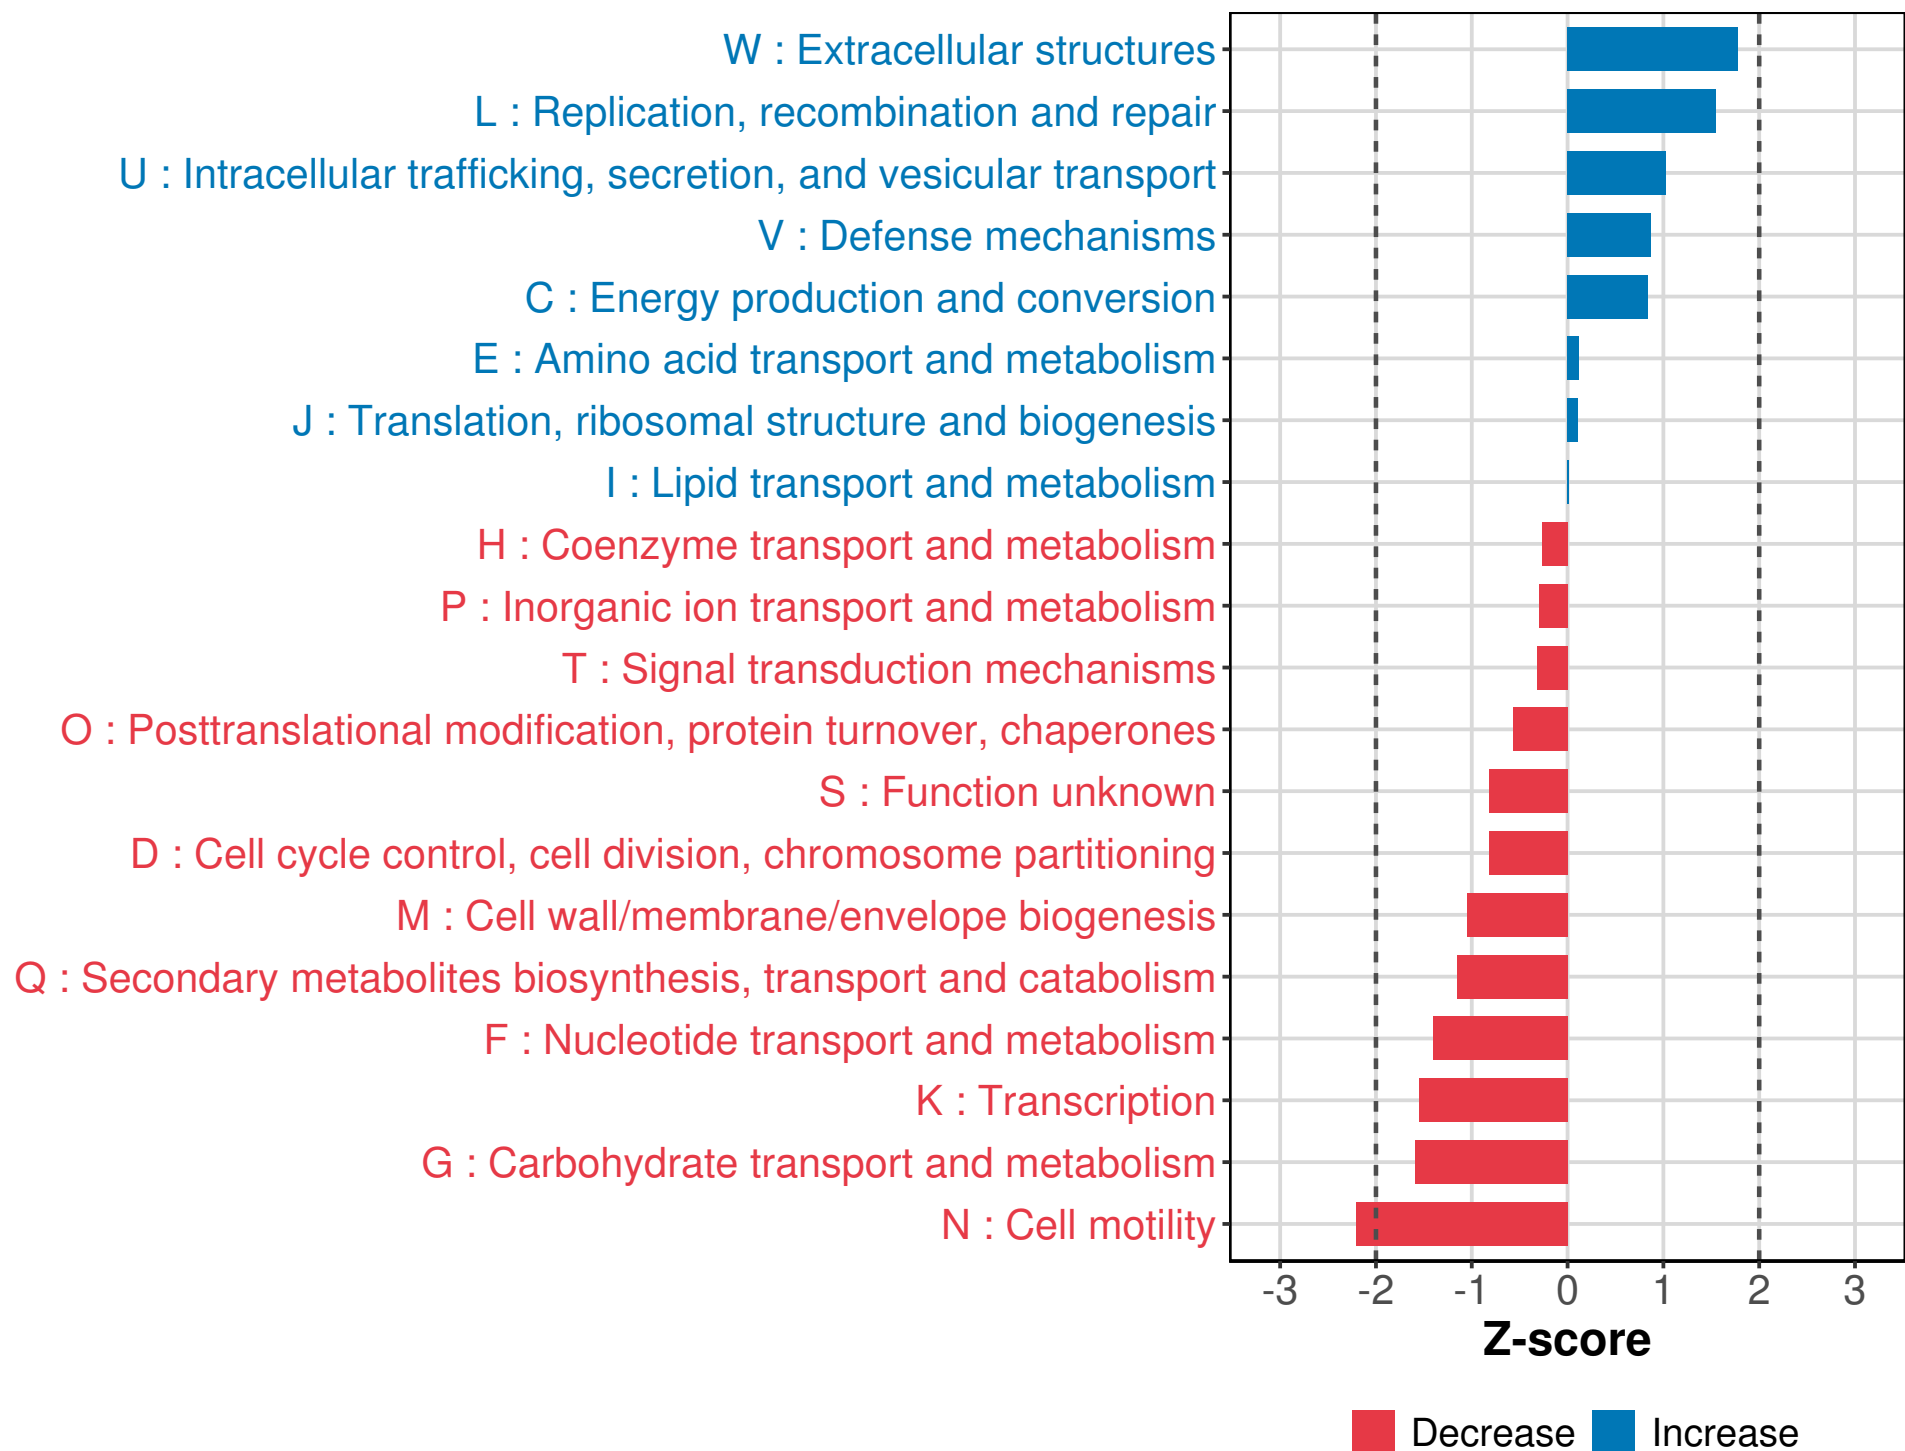 W : Extracellular structures
L : Replication, recombination and repair
U : Intracellular trafficking, secretion, and vesicular transport
V : Defense mechanisms
C : Energy production and conversion
E : Amino acid transport and metabolism
J : Translation, ribosomal structure and biogenesis
I : Lipid transport and metabolism
H : Coenzyme transport and metabolism
P : Inorganic ion transport and metabolism
T : Signal transduction mechanisms
O : Posttranslational modification, protein turnover, chaperones
S : Function unknown
D : Cell cycle control, cell division, chromosome partitioning
M : Cell wall/membrane/envelope biogenesis
Q : Secondary metabolites biosynthesis, transport and catabolism
F : Nucleotide transport and metabolism
K : Transcription
G : Carbohydrate transport and metabolism
N : Cell motility
-3 -2 -1 0 1 2 3
Z-score
Decrease Increase